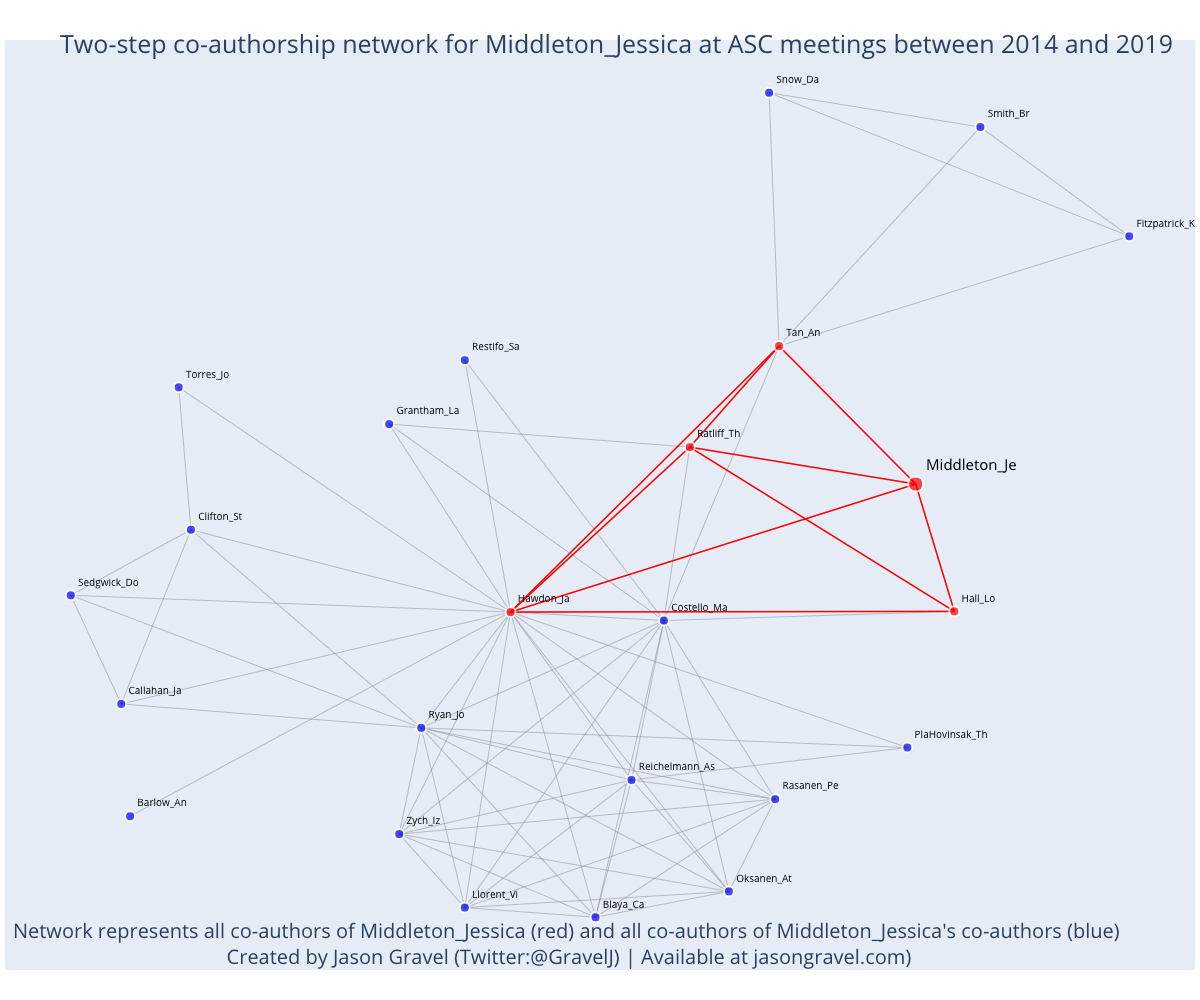 Two-step co-authorship network for Middleton_Jessica at ASC meetings between 2014 and 2019
Snow_Da
Smith_Br
Fitzpatrick_K
Tan_An
Restifo_Sa
Torres_Jo
Grantham_La
Ratliff_Th
Middleton_Je
Clifton_St
Sedgwick_Do
Hawdon_Ja
Costello_Ma
Hall_Lo
Callahan_Ja
Ryan_Jo
PlaHovinsak_Th
Reichelmann_As
Rasanen_Pe
Barlow_An
Zych_Iz
Oksanen_At
Llorent_Vi
Blaya_Ca
Network represents all co-authors of Middleton_Jessica (red) and all co-authors of Middleton_Jessica's co-authors (blue)
Created by Jason Gravel (Twitter:@GravelJ) | Available at jasongravel.com)